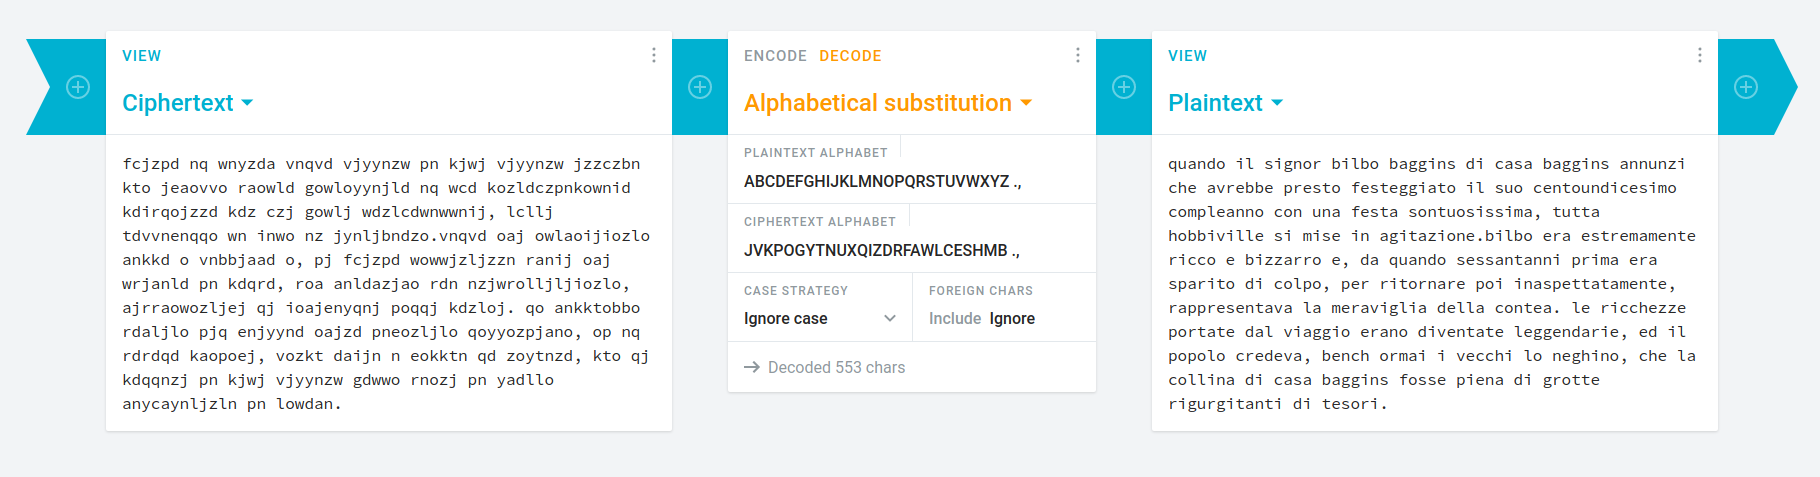 VIEW
Ciphertext
fcjzpd nq wnyzda vnqvd vjyynzw pn kjwj vjyynzw jzzczbn
kto jeaovvo raowld gowloyynjld nq wcd kozldczpnkownid
kdirqojzzd kdz czj gowlj wdzlcdwnwwnij, lcllj
tdvvnenqqo wn inwo nz jynljbndzo.vnqvd oaj owlaoijiozlo
ankkd o vnbbjaad o, pj fcjzpd wowwjzljzzn ranij oaj
wrjanld pn kdqrd, roa anldazjao rdn nzjwrolljljiozlo,
ajrraowozljej qj ioajenyqnj poqqj kdzloj. qo ankktobbo
rdaljlo pjq enjyynd oajzd pneozljlo qoyyozpjano, op nq
rdrdqd kaopoej, vozkt daijn n eokktn qd zoytnzd, kto qj
kdqqnzj pn kjwj vjyynzw gdwwo rnozj pn yadllo
anycaynljzln pn lowdan.
ENCODE DECODE
Alphabetical substitution
PLAINTEXT ALPHABET
ABCDEFGHIJKLMNOPQRSTUVWXYZ .,
CIPHERTEXT ALPHABET
JVKPOGYTNUXQIZDRFAWLCESHMB .,
CASE STRATEGY
Ignore case
FOREIGN CHARS
Include Ignore
Decoded 553 chars
VIEW
Plaintext
quando il signor bilbo baggins di casa baggins annunzi
che avrebbe presto festeggiato il suo centoundicesimo
compleanno con una festa sontuosissima, tutta
hobbiville si mise in agitazione.bilbo era estremamente
ricco e bizzarro e, da quando sessantanni prima era
sparito di colpo, per ritornare poi inaspettatamente,
rappresentava la meraviglia della contea. le ricchezze
portate dal viaggio erano diventate leggendarie, ed il
popolo credeva, bench ormai i vecchi lo neghino, che la
collina di casa baggins fosse piena di grotte
rigurgitanti di tesori.